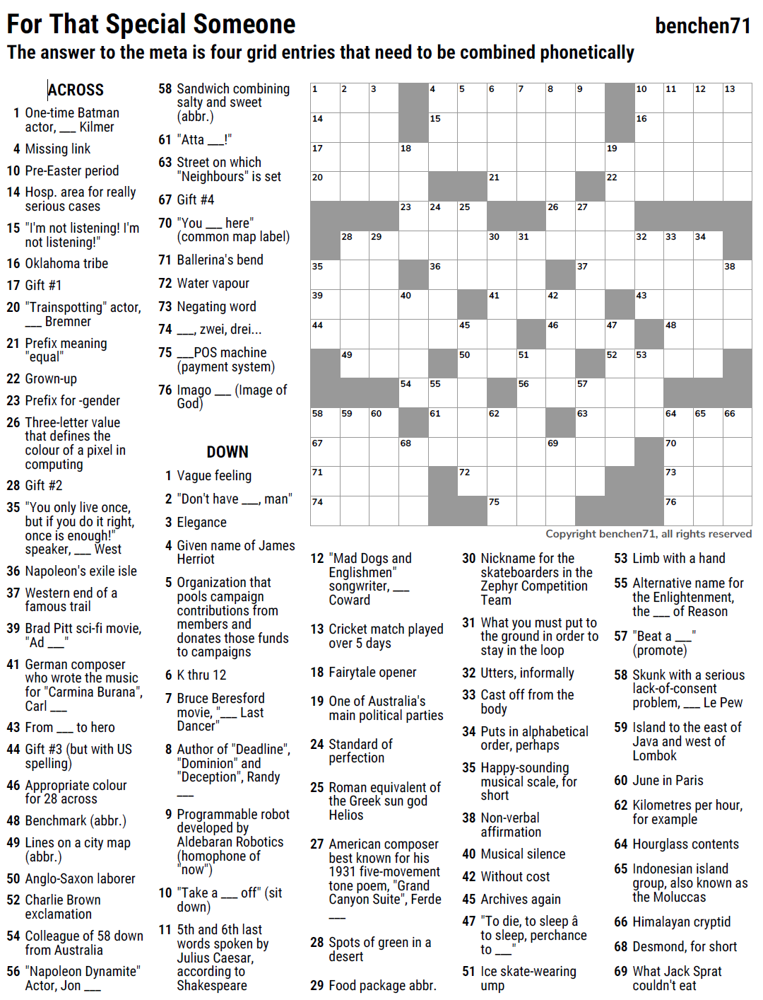 For That Special Someone
benchen71
The answer to the meta is four grid entries that need to be combined phonetically
ACROSS
1 One-time Batman
actor, ___ Kilmer
4 Missing link
10 Pre-Easter period
14 Hosp. area for really
serious cases
15 "I'm not listening! I'm
not listening!"
16 Oklahoma tribe
17 Gift #1
20 "Trainspotting" actor,
___ Bremner
21 Prefix meaning
"equal"
22 Grown-up
23 Prefix for -gender
26 Three-letter value
that defines the
colour of a pixel in
computing
28 Gift #2
35 "You only live once,
but if you do it right,
once is enough!"
speaker, ___ West
36 Napoleon's exile isle
37 Western end of a
famous trail
39 Brad Pitt sci-fi movie,
"Ad ___"
41 German composer
who wrote the music
for "Carmina Burana",
Carl ___
43 From ___ to hero
44 Gift #3 (but with US
spelling)
46 Appropriate colour
for 28 across
48 Benchmark (abbr.)
49 Lines on a city map
(abbr.)
50 Anglo-Saxon laborer
52 Charlie Brown
exclamation
54 Colleague of 58 down
from Australia
56 "Napoleon Dynamite"
Actor, Jon ___
58 Sandwich combining
salty and sweet
(abbr.)
61 "Atta ___!"
63 Street on which
"Neighbours" is set
67 Gift #4
70 "You ___ here"
(common map label)
71 Ballerina's bend
72 Water vapour
73 Negating word
74 ___, zwei, drei...
75 ___POS machine
(payment system)
76 Imago ___ (Image of
God)
DOWN
1 Vague feeling
2 "Don't have ___, man"
3 Elegance
4 Given name of James
Herriot
5 Organization that
pools campaign
contributions from
members and
donates those funds
to campaigns
6 K thru 12
7 Bruce Beresford
movie, "___ Last
Dancer"
8 Author of "Deadline",
"Dominion" and
"Deception", Randy
___
9 Programmable robot
developed by
Aldebaran Robotics
(homophone of
"now")
10 "Take a ___ off" (sit
down)
11 5th and 6th last
words spoken by
Julius Caesar,
according to
Shakespeare
1 2 3 4 5 6 7 8 9 10 11 12 13
14 15 16
17 18 19
20 21 22
23 24 25 26 27
28 29 30 31 32 33 34
35 36 37 38
39 40 41 42 43
44 45 46 47 48
49 50 51 52 53
54 55 56 57
58 59 60 61 62 63 64 65 66
67 68 69 70
71 72 73
74 75 76
Copyright benchen71, all rights reserved
12 "Mad Dogs and
Englishmen"
songwriter, ___
Coward
13 Cricket match played
over 5 days
18 Fairytale opener
19 One of Australia's
main political parties
24 Standard of
perfection
25 Roman equivalent of
the Greek sun god
Helios
27 American composer
best known for his
1931 five-movement
tone poem, "Grand
Canyon Suite", Ferde
___
28 Spots of green in a
desert
29 Food package abbr.
30 Nickname for the
skateboarders in the
Zephyr Competition
Team
31 What you must put to
the ground in order to
stay in the loop
32 Utters, informally
33 Cast off from the
body
34 Puts in alphabetical
order, perhaps
35 Happy-sounding
musical scale, for
short
38 Non-verbal
affirmation
40 Musical silence
42 Without cost
45 Archives again
47 "To die, to sleep â
to sleep, perchance
to ___"
51 Ice skate-wearing
ump
53 Limb with a hand
55 Alternative name for
the Enlightenment,
the ___ of Reason
57 "Beat a ___"
(promote)
58 Skunk with a serious
lack-of-consent
problem, ___ Le Pew
59 Island to the east of
Java and west of
Lombok
60 June in Paris
62 Kilometres per hour,
for example
64 Hourglass contents
65 Indonesian island
group, also known as
the Moluccas
66 Himalayan cryptid
68 Desmond, for short
69 What Jack Sprat
couldn't eat